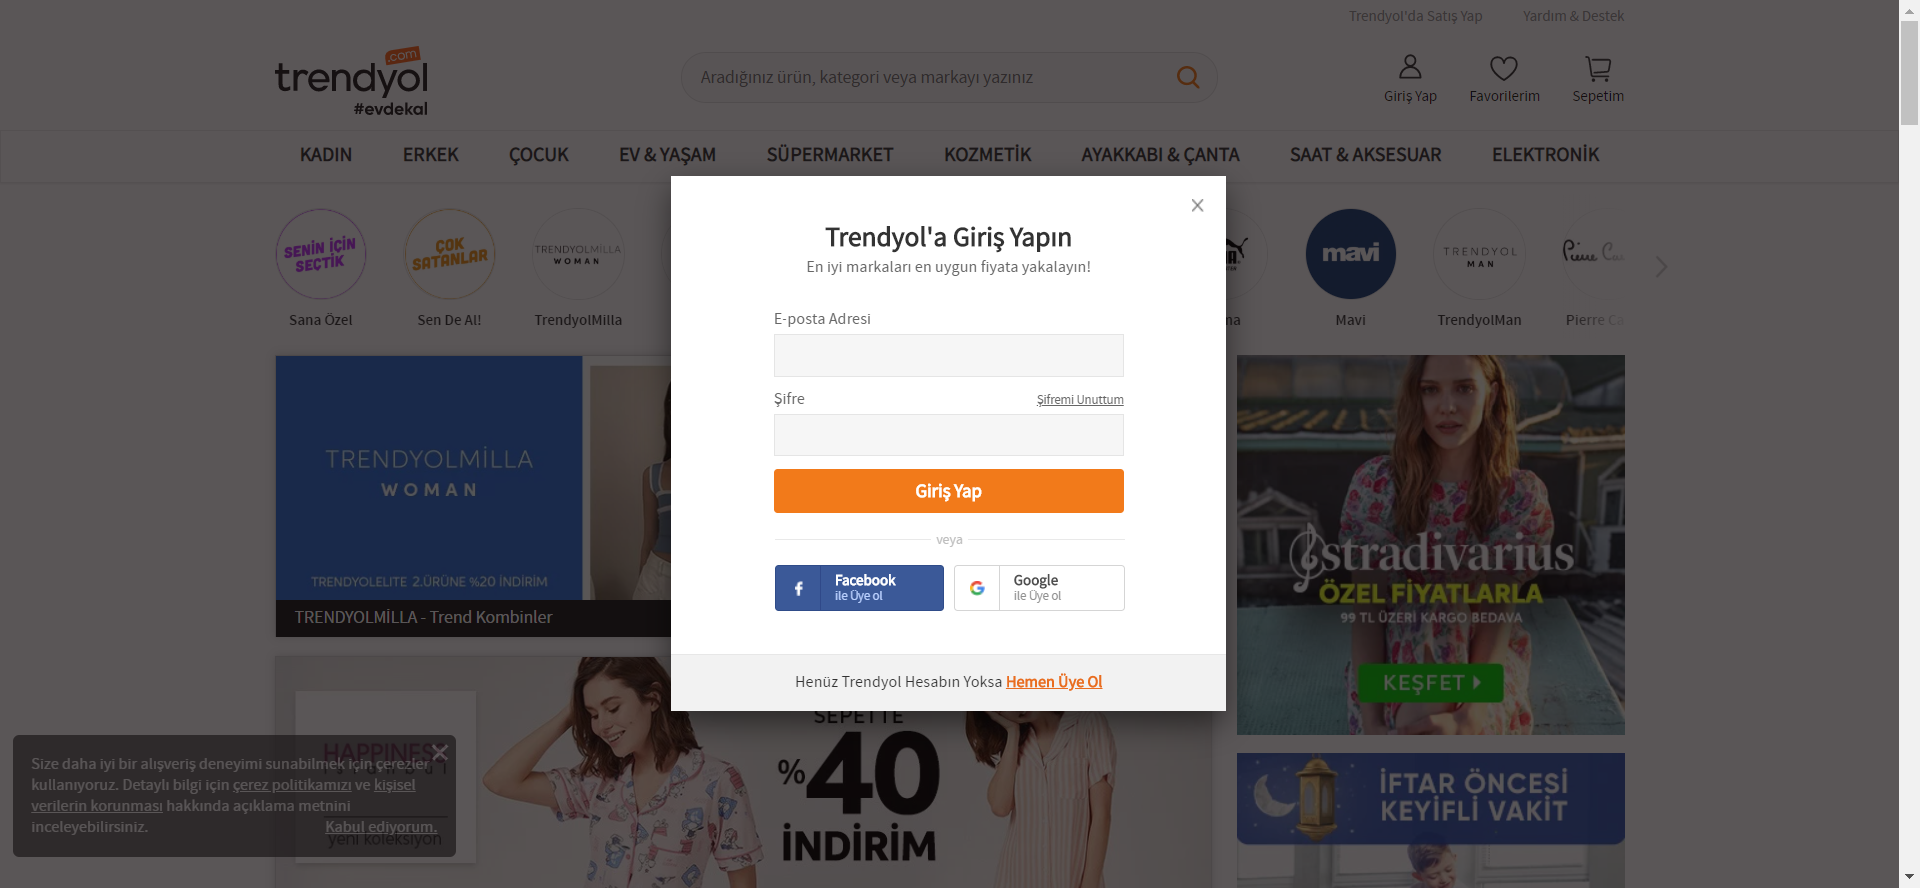 Trendyol'da Satış Yap
Yardım & Destek
.com
trendyol
#evdekal
Aradığınız ürün, kategori veya markayı yazınız
Giriş Yap
Favorilerim
Sepetim
KADIN
ERKEK
ÇOCUK
EV & YAŞAM
SÜPERMARKET
KOZMETİK
AYAKKABI & ÇANTA
SAAT & AKSESUAR
ELEKTRONİK
SENİN İÇİN
SEÇTİK
ÇOK
SATANLAR
TRENDYOLMİLLA
WOMAN
mavi
TRENDYOL
MAN
Sana Özel
Sen De Al!
TrendyolMilla
Mavi
TrendyolMan
Pierre
Trendyol'a Giriş Yapın
En iyi markaları en uygun fiyata yakalayın!
E-posta Adresi
Şifre
Şifremi Unuttum
Giriş Yap
veya
Facebook
ile Üye ol
Google
ile Üye ol
Henüz Trendyol Hesabın Yoksa Hemen Üye Ol
TRENDYOLMİLLA
WOMAN
TRENDYOLELITE 2.ÜRÜNE %20 İNDİRİM
TRENDYOLMİLLA - Trend Kombinler
stradivarius
ÖZEL FİYATLARLA
99 TL ÜZERİ KARGO BEDAVA
KEŞFET
HAPPINESS
yeni koleksiyon
SEPETTE
%40
İNDİRİM
İFTAR ÖNCESİ
KEYİFLİ VAKİT
Size daha iyi bir alışveriş deneyimi sunabilmek için çerezler
kullanıyoruz. Detaylı bilgi için çerez politikamızı ve kişisel
verilerin korunması hakkında açıklama metnini
inceleyebilirsiniz.
Kabul ediyorum.